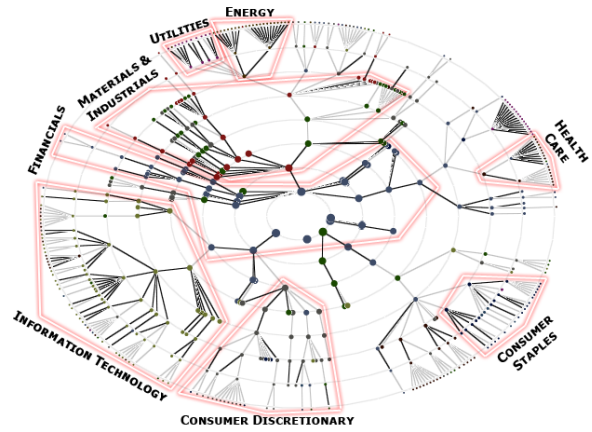 ENERGY
UTILITIES
MATERIALS &
INDUSTRIALS
FINANCIALS
HEALTH
CARE
INFORMATION TECHNOLOGY
CONSUMER
STAPLES
CONSUMER DISCRETIONARY